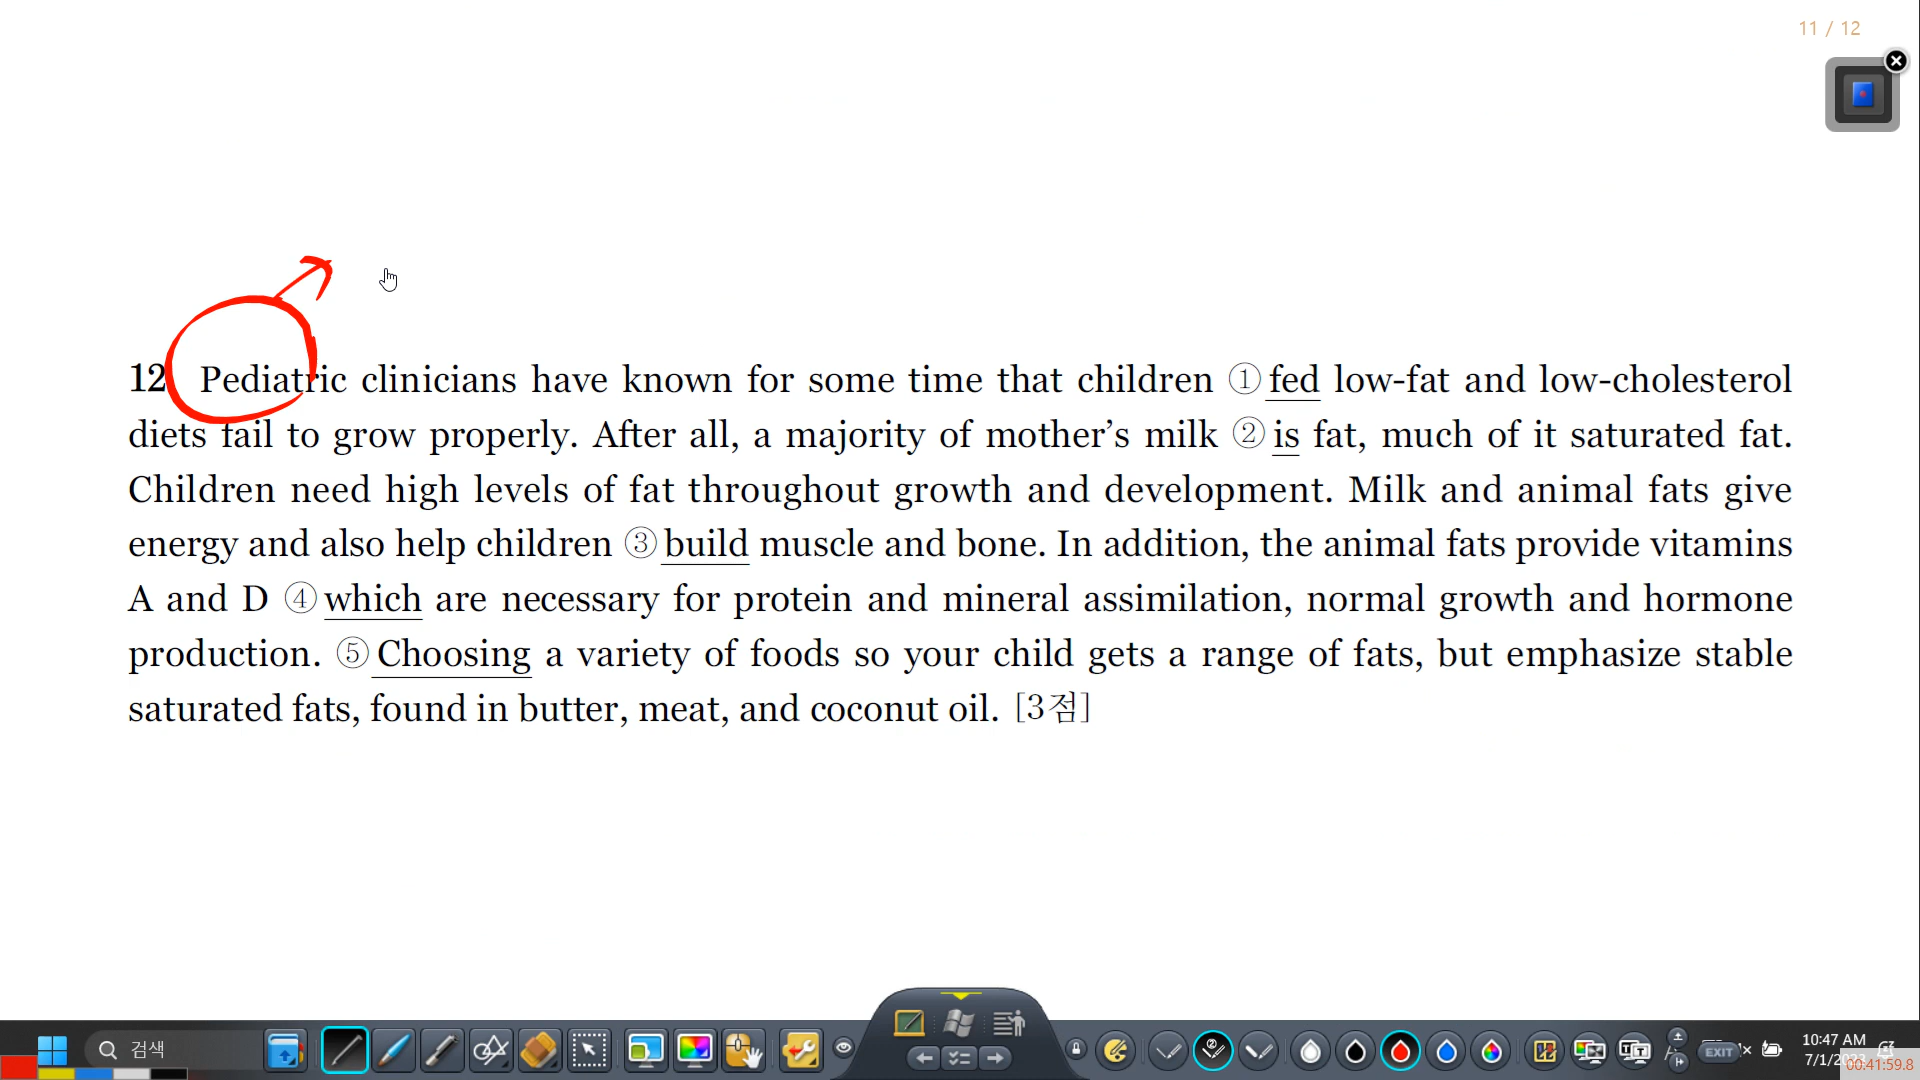 11 / 12
12 Pediatric clinicians have known for some time that children ① fed low-fat and low-cholesterol
diets fail to grow properly. After all, a majority of mother’s milk ② is fat, much of it saturated fat.
Children need high levels of fat throughout growth and development. Milk and animal fats give
energy and also help children ③ build muscle and bone. In addition, the animal fats provide vitamins
A and D ④ which are necessary for protein and mineral assimilation, normal growth and hormone
production. ⑤ Choosing a variety of foods so your child gets a range of fats, but emphasize stable
saturated fats, found in butter, meat, and coconut oil. [3점]
검색
EXIT
10:47 AM
00:41:59.8